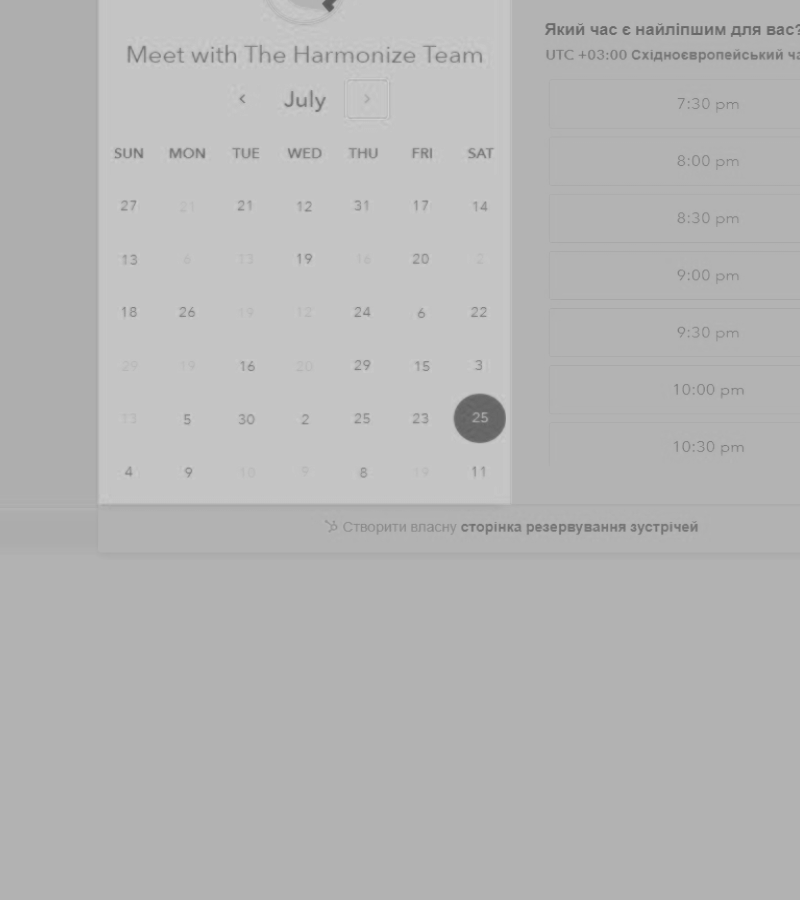 Meet with The Harmonize Team
July
SUN MON TUE WED THU FRI SAT
27 21 21 12 31 17 14
13 6 13 19 16 20 2
18 26 19 12 24 6 22
29 19 16 20 29 15 3
13 5 30 2 25 23 25
4 9 10 9 8 19 11
Який час є найліпшим для вас?
UTC +03:00 Східноєвропейський ча
7:30 pm
8:00 pm
8:30 pm
9:00 pm
9:30 pm
10:00 pm
10:30 pm
Створити власну сторінка резервування зустрічей